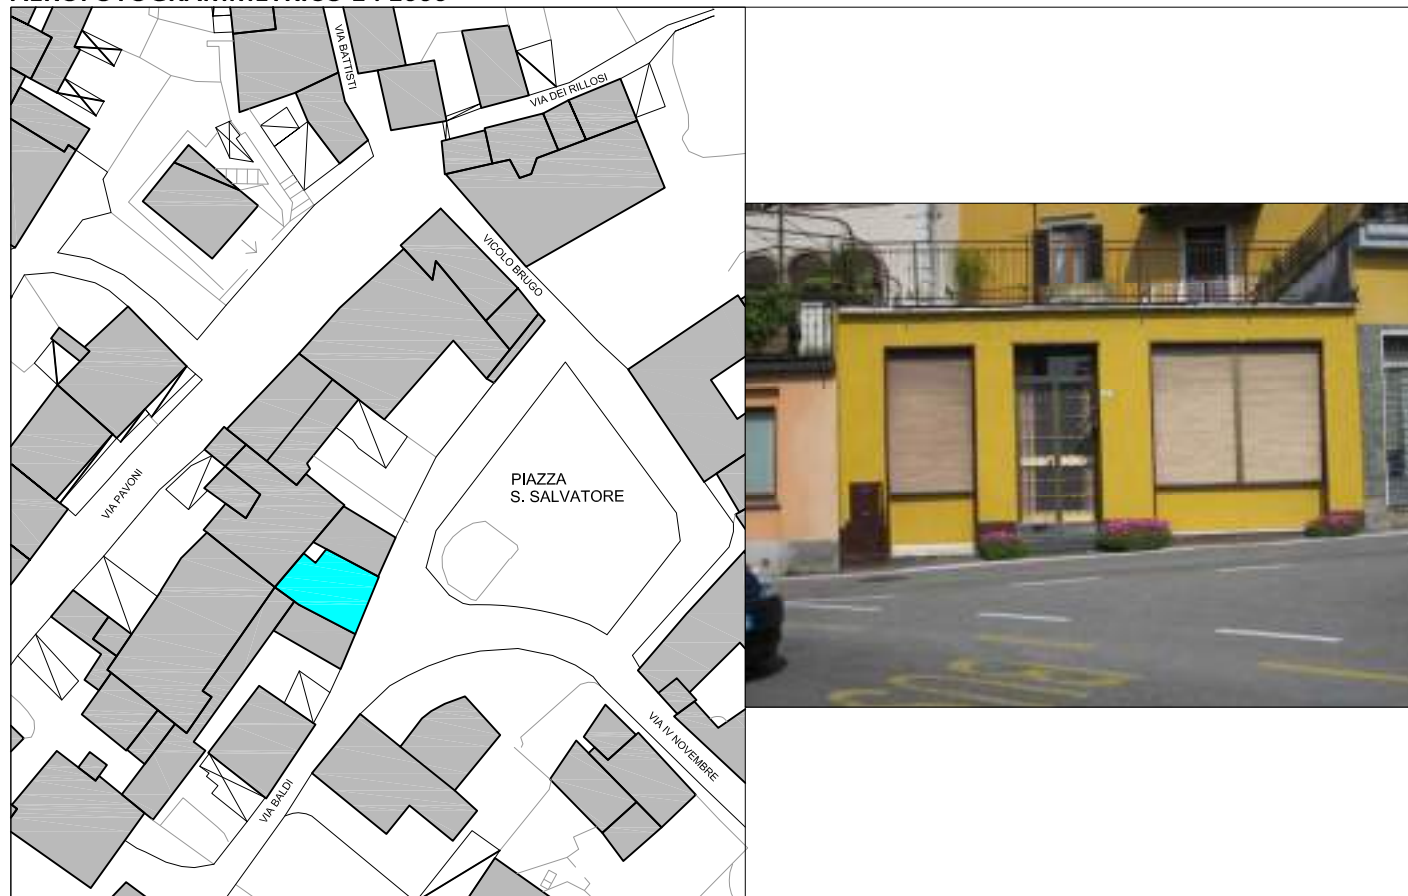 VIA BATTISTI
VIA DEI RILLOSI
VICOLO BRUGO
VIA PAVONI
PIAZZA
S. SALVATORE
VIA IV NOVEMBRE
VIA BALDI